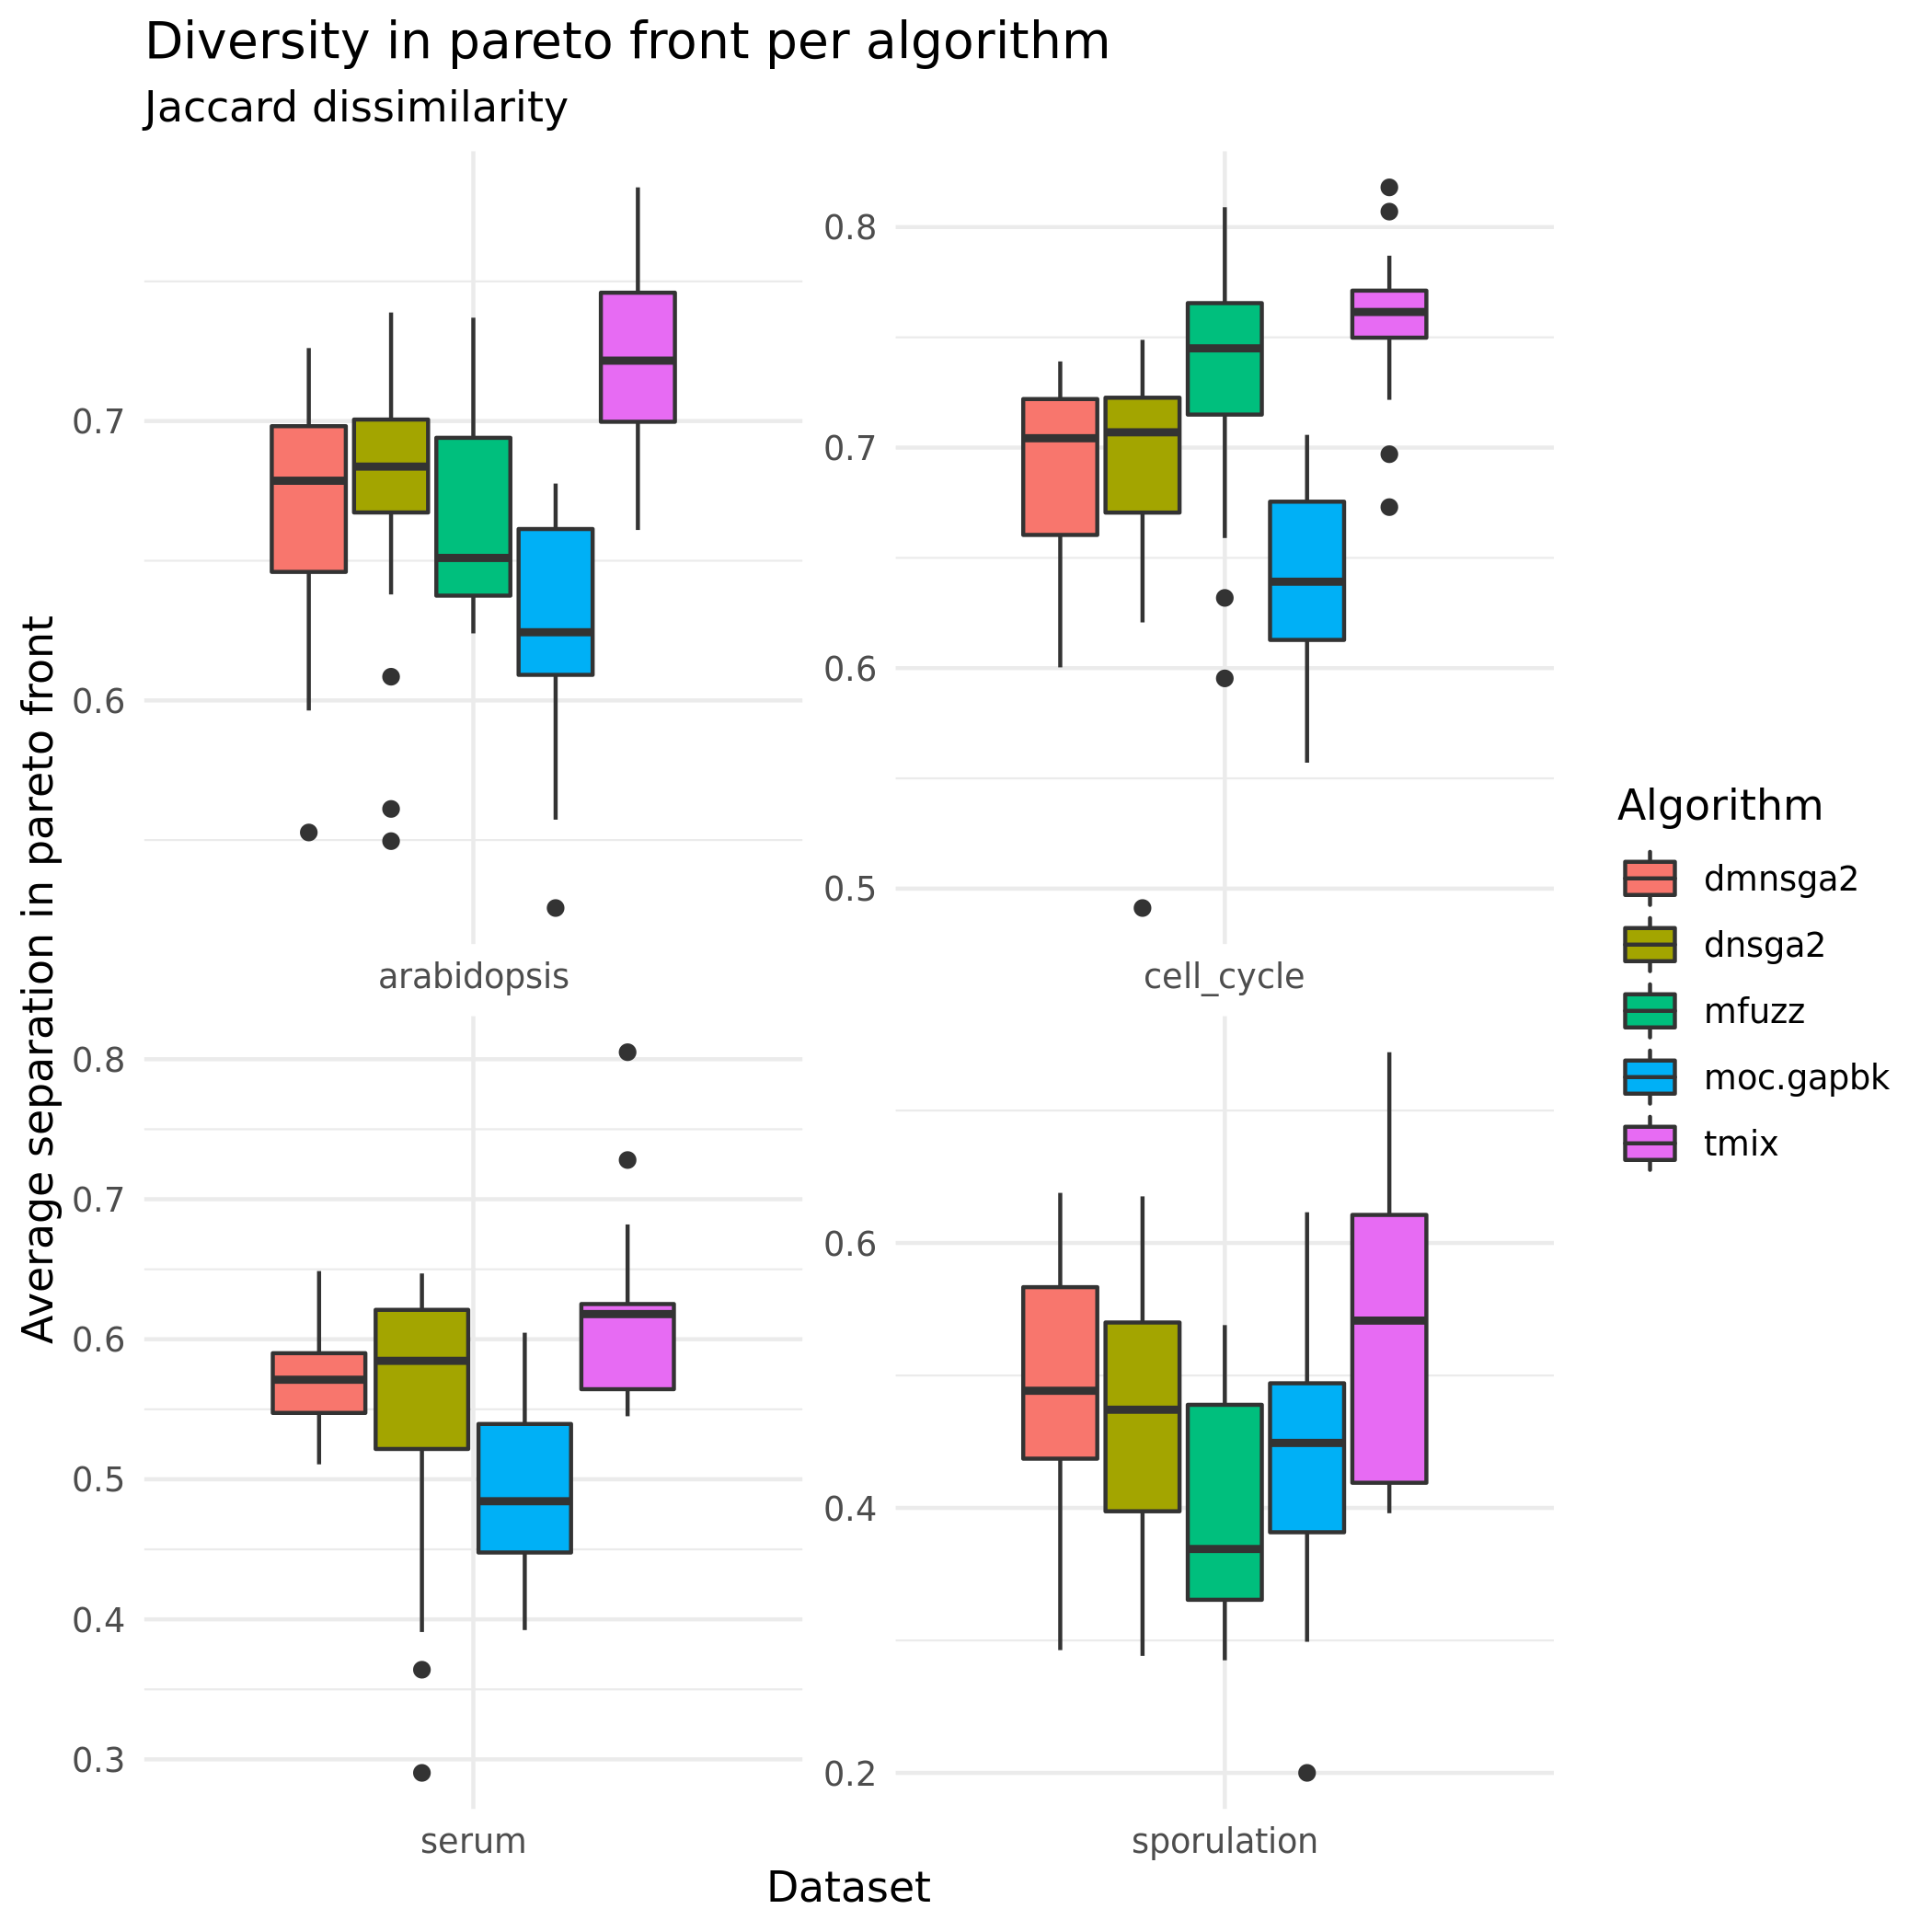 Diversity in pareto front per algorithm
Jaccard dissimilarity
Average separation in pareto front
0.7
0.6
arabidopsis
0.8
0.7
0.6
0.5
cell_cycle
0.8
0.7
0.6
0.5
0.4
0.3
serum
0.6
0.4
0.2
sporulation
Dataset
Algorithm
dmnsga2
dnsga2
mfuzz
moc.gapbk
tmix